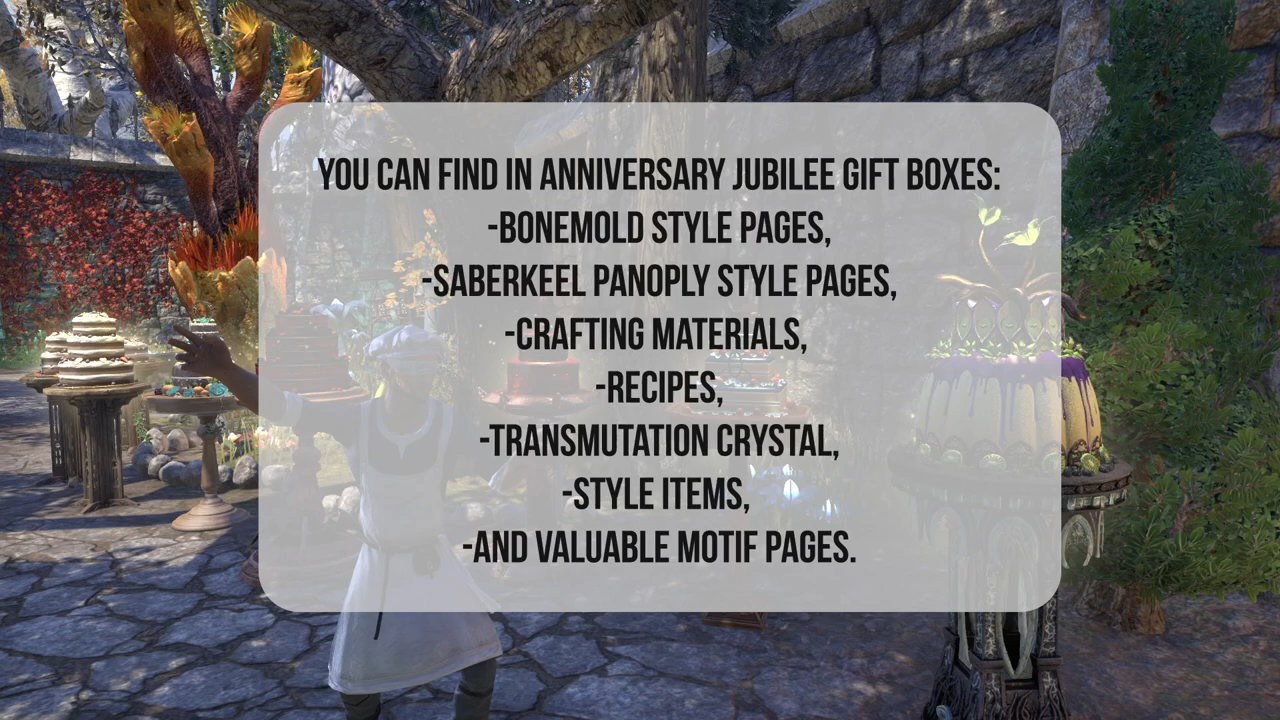 YOU CAN FIND IN ANNIVERSARY JUBILEE GIFT BOXES:
-BONEMOLD STYLE PAGES,
-SABERKEEL PANOPLY STYLE PAGES,
-CRAFTING MATERIALS,
-RECIPES,
-TRANSMUTATION CRYSTAL,
-STYLE ITEMS,
-AND VALUABLE MOTIF PAGES.